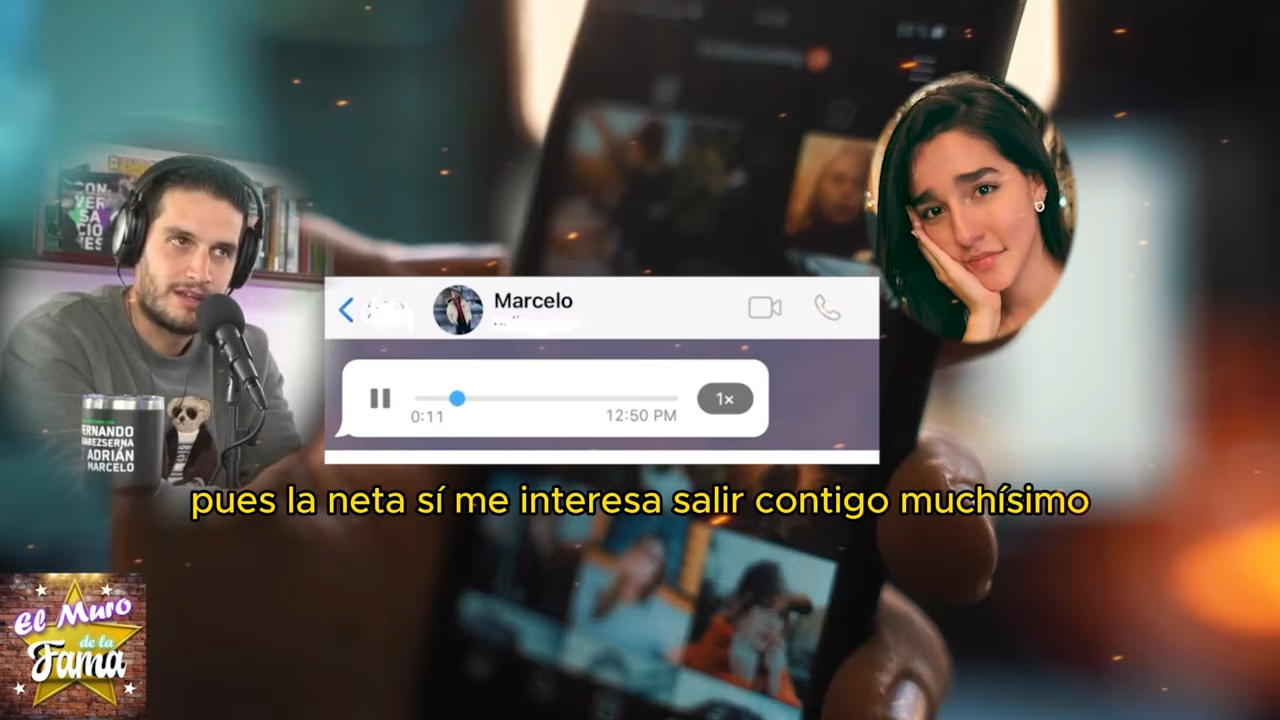 CON
VER
SA
CIO
NES
Marcelo
0:11
12:50 PM
1×
FERNANDO
ADRIÁN
MARCELO
pues la neta sí me interesa salir contigo muchísimo
El Muro
de la
Fama